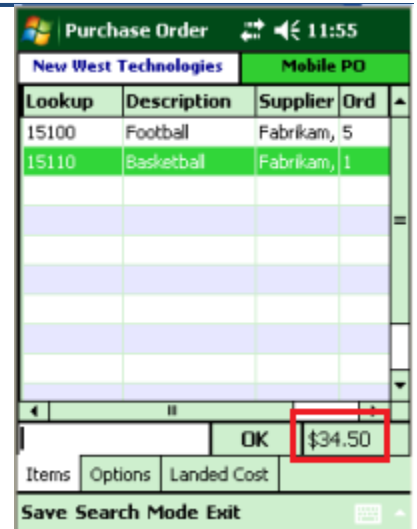 Purchase Order 11:55
New West Technologies Mobile PO
Lookup Description Supplier Ord
15100 Football Fabrikam, 5
15110 Basketball Fabrikam, 1
OK $34.50
Items Options Landed Cost
Save Search Mode Exit